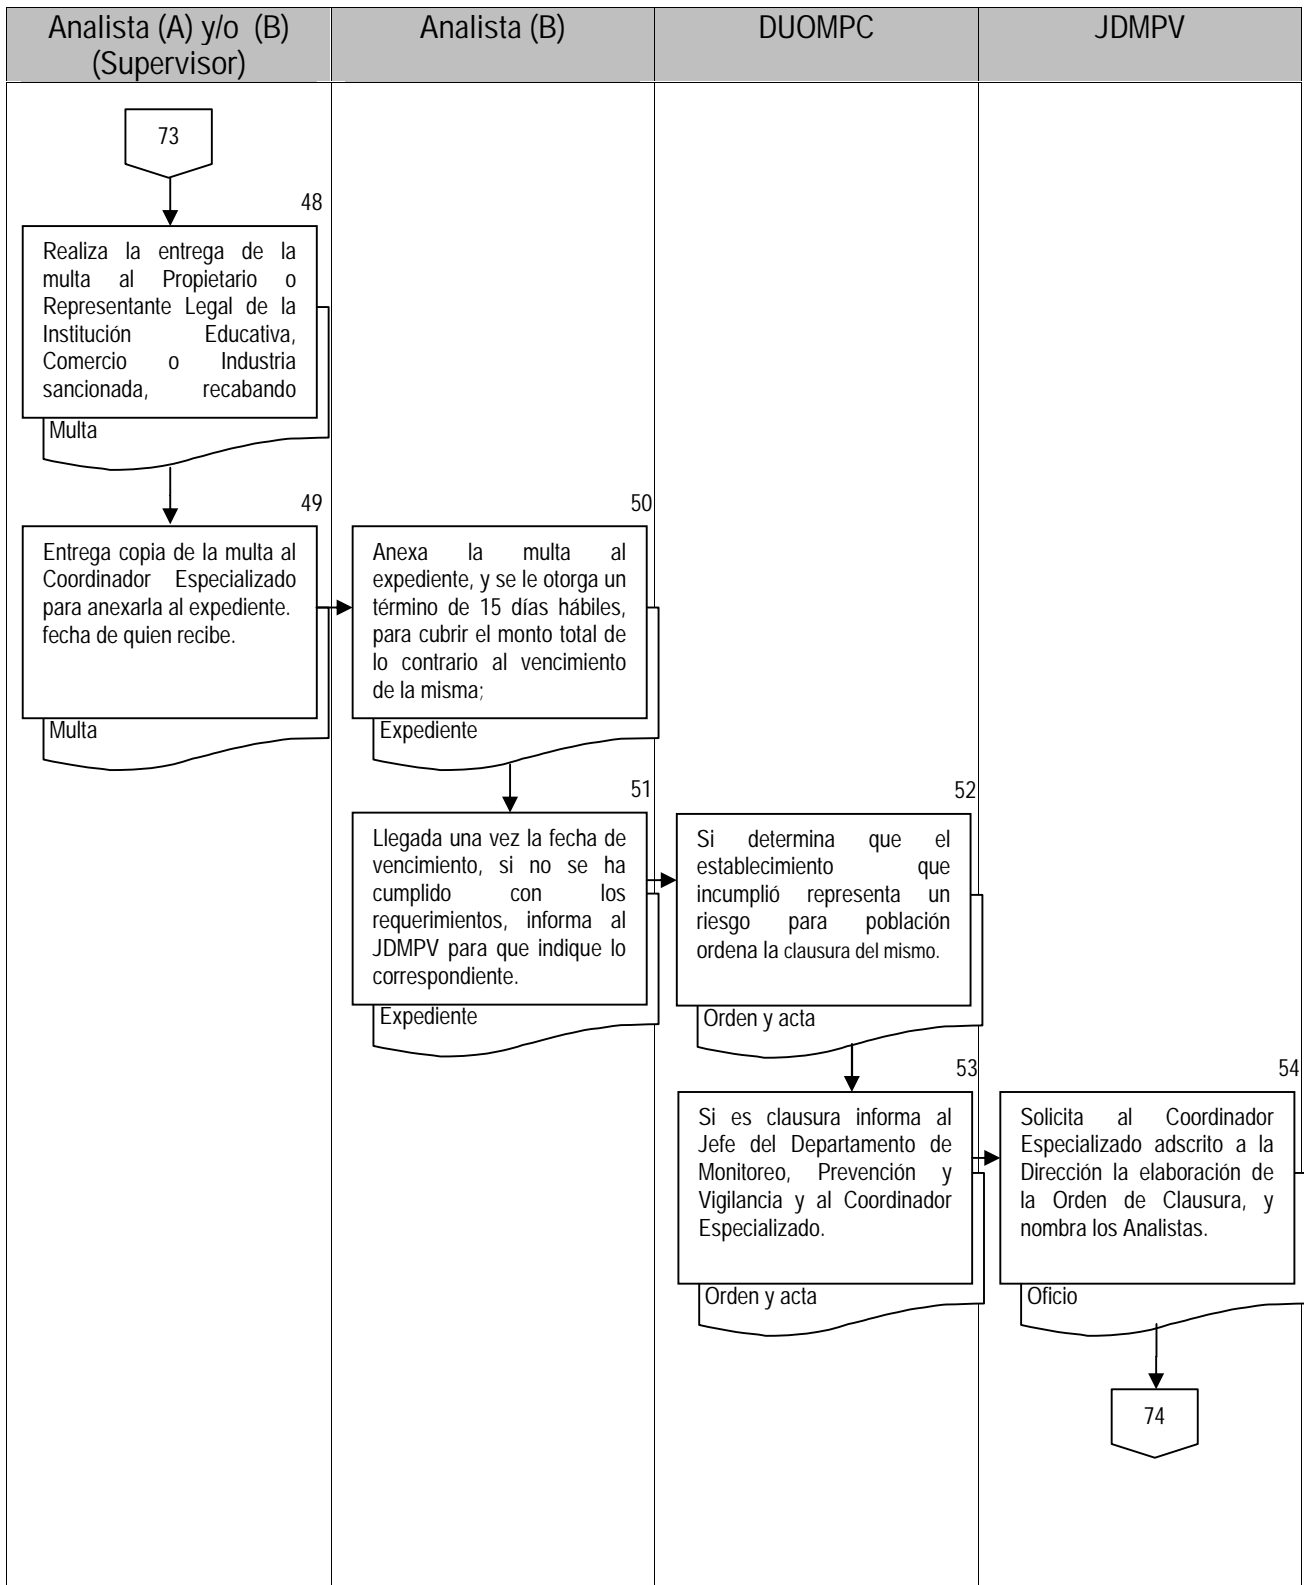 Analista (A) y/o (B)
(Supervisor)
Analista (B)
DUOMPC
JDMPV
73
48
Realiza la entrega de la
multa al Propietario o
Representante Legal de la
Institución Educativa,
Comercio o Industria
sancionada, recabando
Multa
49
Entrega copia de la multa al
Coordinador Especializado
para anexarla al expediente.
fecha de quien recibe.
Multa
50
Anexa la multa al
expediente, y se le otorga un
término de 15 días hábiles,
para cubrir el monto total de
lo contrario al vencimiento
de la misma;
Expediente
51
Llegada una vez la fecha de
vencimiento, si no se ha
cumplido con los
requerimientos, informa al
JDMPV para que indique lo
correspondiente.
Expediente
52
Si determina que el
establecimiento que
incumplió representa un
riesgo para población
ordena la clausura del mismo.
Orden y acta
53
Si es clausura informa al
Jefe del Departamento de
Monitoreo, Prevención y
Vigilancia y al Coordinador
Especializado.
Orden y acta
54
Solicita al Coordinador
Especializado adscrito a la
Dirección la elaboración de
la Orden de Clausura, y
nombra los Analistas.
Oficio
74